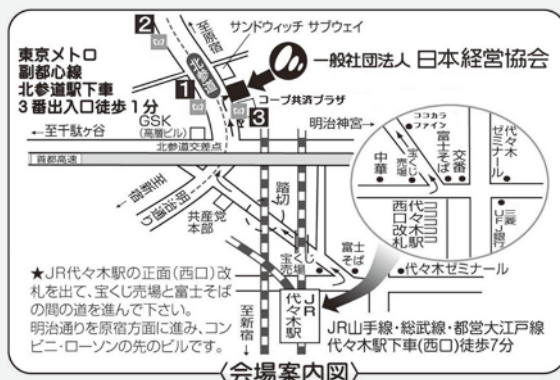 至原宿
サンドウィッチ サブウェイ
2
東京メトロ
副都心線
北参道駅下車
3番出入口徒歩1分
北参道
一般社団法人 日本経営協会
1
コープ共済プラザ
3
GSK
(高層ビル)
明治神宮→
←至千駄ヶ谷
北参道交差点
首都高速
至新宿
明治通り
共産党
本部
踏切
宝くじ
売場
富士
そば
代々木ゼミナール
ココカラ
ファイン
中華
宝くじ
売場
富士そば
交番
代々木
ゼミナール
代々木駅
西口改札
三菱
UFJ銀行
★JR代々木駅の正面(西口)改
札を出て、宝くじ売場と富士そば
の間の道を進んで下さい。
明治通りを原宿方面に進み、コン
ビニ・ローソンの先のビルです。
至新宿
JR
代々木駅
JR山手線・総武線・都営大江戸線
代々木駅下車(西口)徒歩7分
〈会場案内図〉